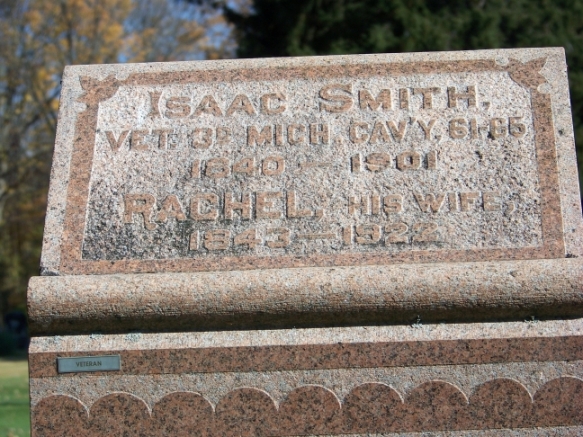 ISAAC SMITH,
VET. 3D. MICH. CAV'Y, 61-65
1840 — 1901
RACHEL, HIS WIFE,
1843 — 1922
VETERAN